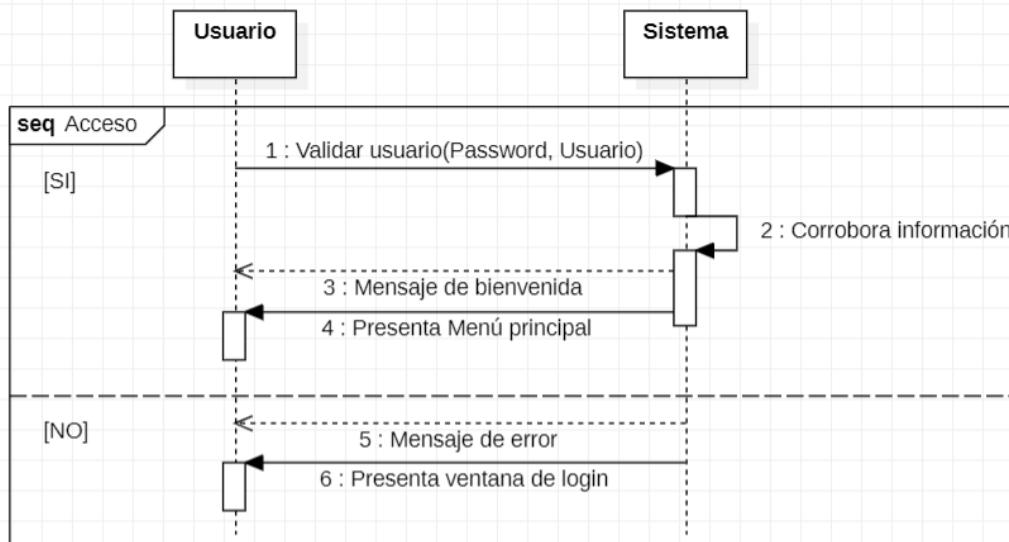 Usuario
Sistema
seq Acceso
1 : Validar usuario(Password, Usuario)
[SI]
2 : Corrobora información
3 : Mensaje de bienvenida
4 : Presenta Menú principal
[NO]
5 : Mensaje de error
6 : Presenta ventana de login